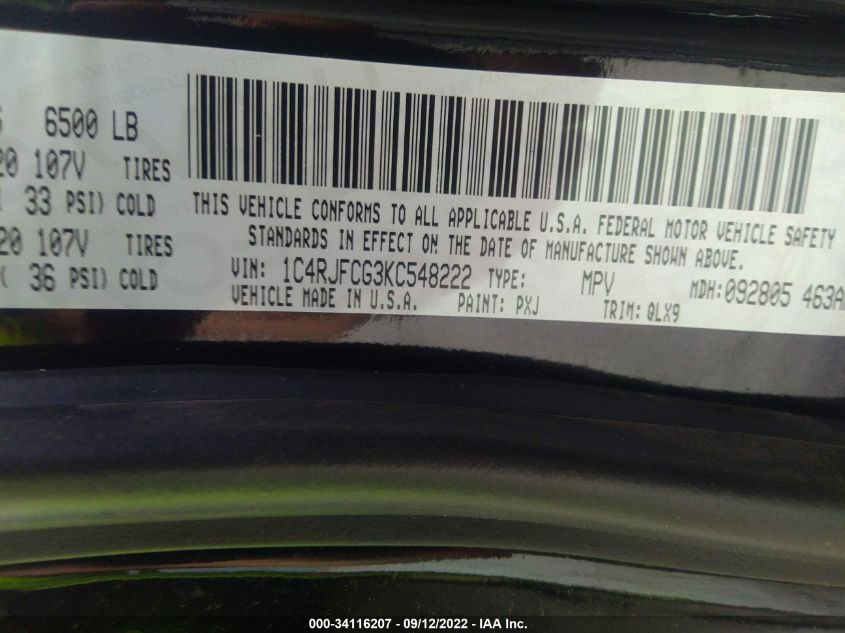 6500 LB
20 107V TIRES
33 PSI) COLD
20 107V TIRES
36 PSI) COLD
THIS VEHICLE CONFORMS TO ALL APPLICABLE U.S.A. FEDERAL MOTOR VEHICLE SAFETY
STANDARDS IN EFFECT ON THE DATE OF MANUFACTURE SHOWN ABOVE.
VIN: 1C4RJFCG3KC548222 TYPE: MPV MDH:092805 463A
VEHICLE MADE IN U.S.A. PAINT: PXJ TRIM: QLX9
000-34116207 - 09/12/2022 - IAA Inc.